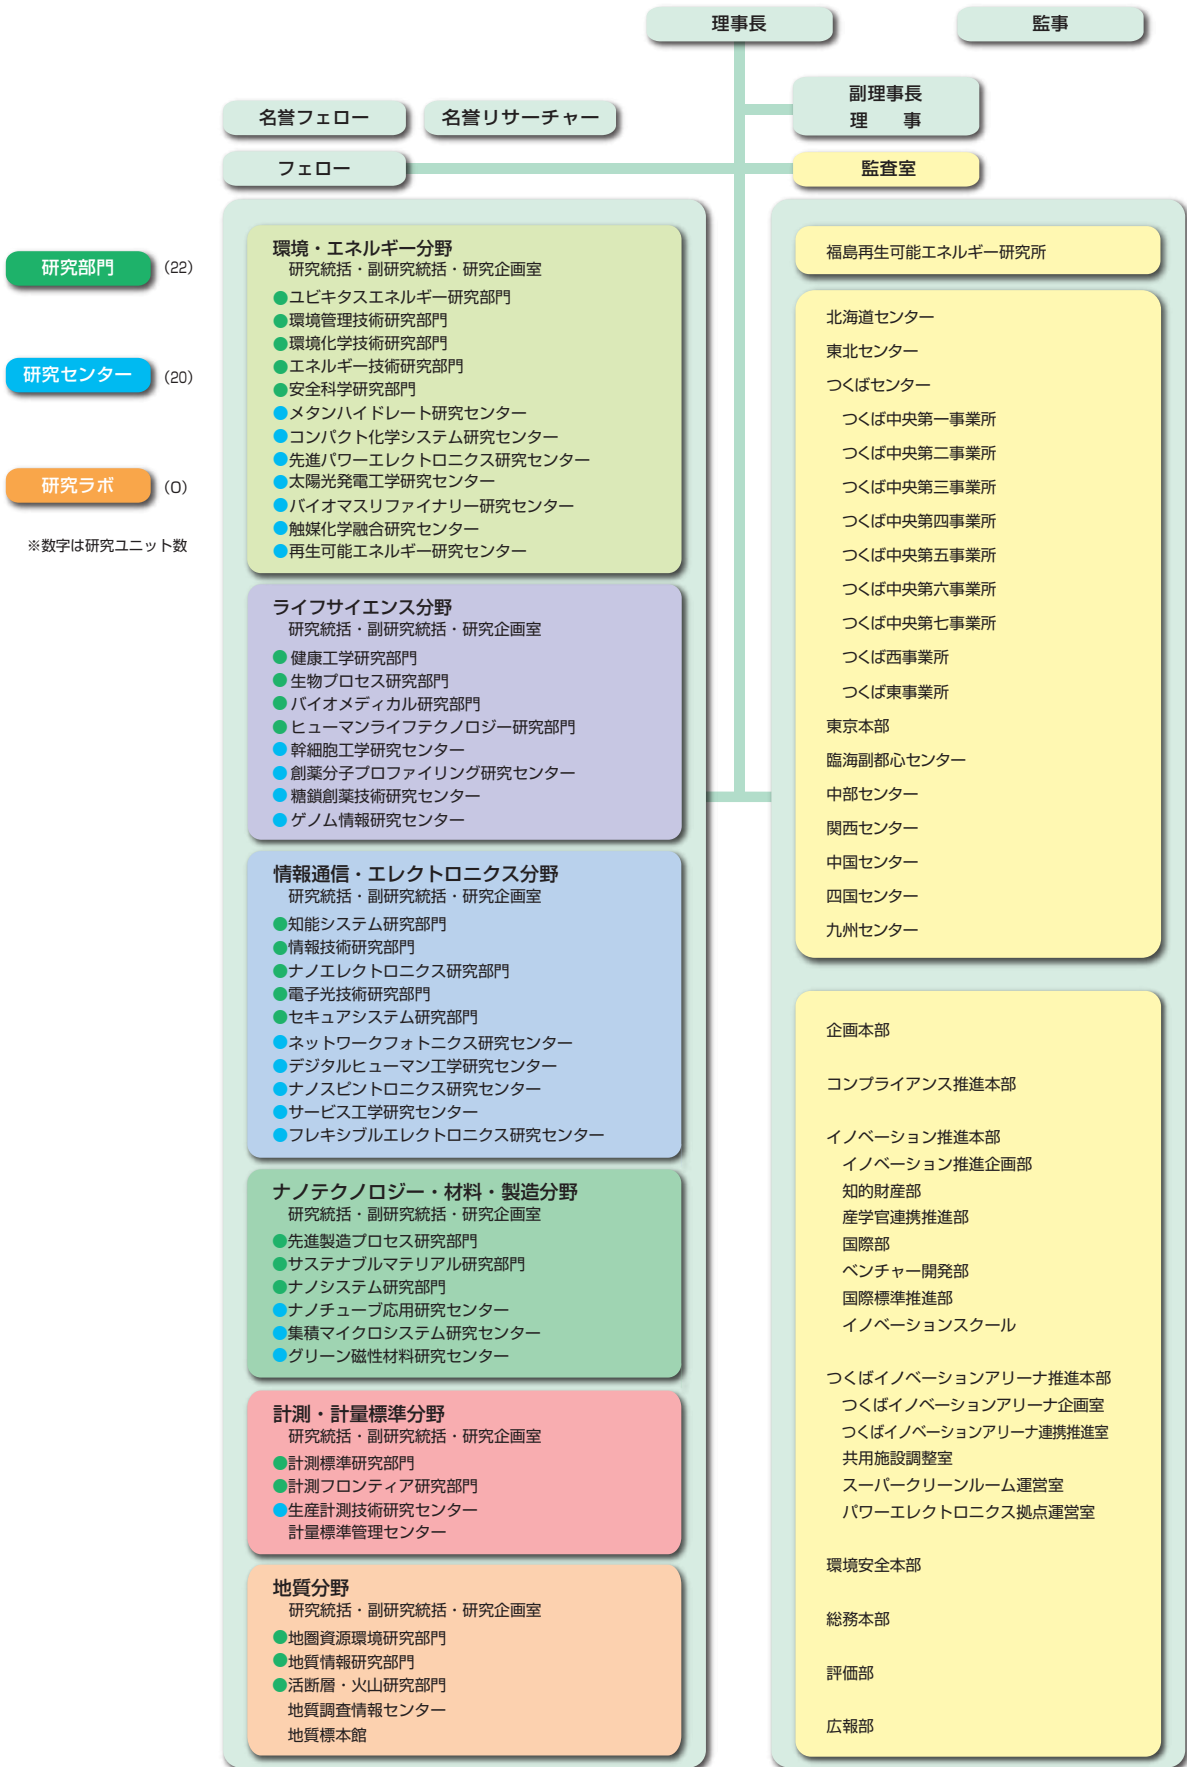 理事長
監事
副理事長
理　　事
名誉フェロー
名誉リサーチャー
フェロー
監査室
研究部門 (22)
研究センター (20)
研究ラボ (0)
※数字は研究ユニット数
環境・エネルギー分野
研究統括・副研究統括・研究企画室
●ユビキタスエネルギー研究部門
●環境管理技術研究部門
●環境化学技術研究部門
●エネルギー技術研究部門
●安全科学研究部門
●メタンハイドレート研究センター
●コンパクト化学システム研究センター
●先進パワーエレクトロニクス研究センター
●太陽光発電工学研究センター
●バイオマスリファイナリー研究センター
●触媒化学融合研究センター
●再生可能エネルギー研究センター
ライフサイエンス分野
研究統括・副研究統括・研究企画室
●健康工学研究部門
●生物プロセス研究部門
●バイオメディカル研究部門
●ヒューマンライフテクノロジー研究部門
●幹細胞工学研究センター
●創薬分子プロファイリング研究センター
●糖鎖創薬技術研究センター
●ゲノム情報研究センター
情報通信・エレクトロニクス分野
研究統括・副研究統括・研究企画室
●知能システム研究部門
●情報技術研究部門
●ナノエレクトロニクス研究部門
●電子光技術研究部門
●セキュアシステム研究部門
●ネットワークフォトニクス研究センター
●デジタルヒューマン工学研究センター
●ナノスピントロニクス研究センター
●サービス工学研究センター
●フレキシブルエレクトロニクス研究センター
ナノテクノロジー・材料・製造分野
研究統括・副研究統括・研究企画室
●先進製造プロセス研究部門
●サステナブルマテリアル研究部門
●ナノシステム研究部門
●ナノチューブ応用研究センター
●集積マイクロシステム研究センター
●グリーン磁性材料研究センター
計測・計量標準分野
研究統括・副研究統括・研究企画室
●計測標準研究部門
●計測フロンティア研究部門
●生産計測技術研究センター
計量標準管理センター
地質分野
研究統括・副研究統括・研究企画室
●地圏資源環境研究部門
●地質情報研究部門
●活断層・火山研究部門
地質調査情報センター
地質標本館
福島再生可能エネルギー研究所
北海道センター
東北センター
つくばセンター
つくば中央第一事業所
つくば中央第二事業所
つくば中央第三事業所
つくば中央第四事業所
つくば中央第五事業所
つくば中央第六事業所
つくば中央第七事業所
つくば西事業所
つくば東事業所
東京本部
臨海副都心センター
中部センター
関西センター
中国センター
四国センター
九州センター
企画本部
コンプライアンス推進本部
イノベーション推進本部
イノベーション推進企画部
知的財産部
産学官連携推進部
国際部
ベンチャー開発部
国際標準推進部
イノベーションスクール
つくばイノベーションアリーナ推進本部
つくばイノベーションアリーナ企画室
つくばイノベーションアリーナ連携推進室
共用施設調整室
スーパークリーンルーム運営室
パワーエレクトロニクス拠点運営室
環境安全本部
総務本部
評価部
広報部